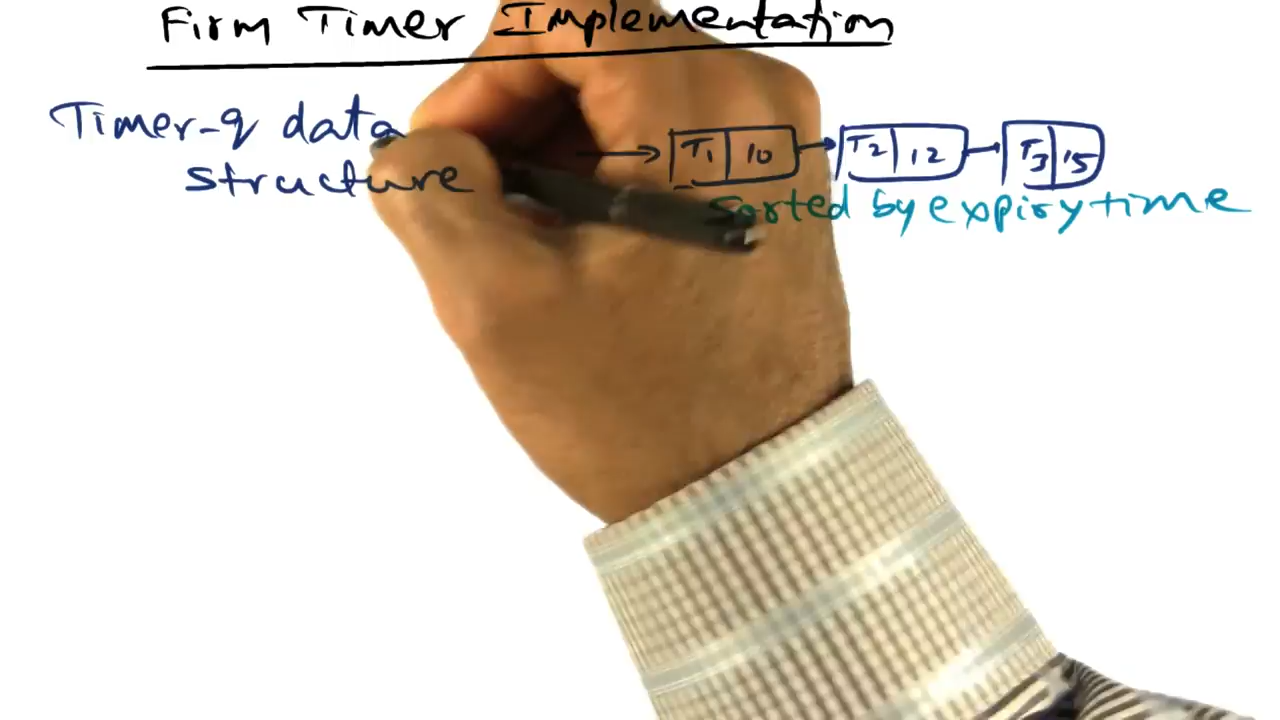 Firm Timer Implementation
Timer-q data
structure
T1 10 T2 12 T3 15
Sorted by expiry time